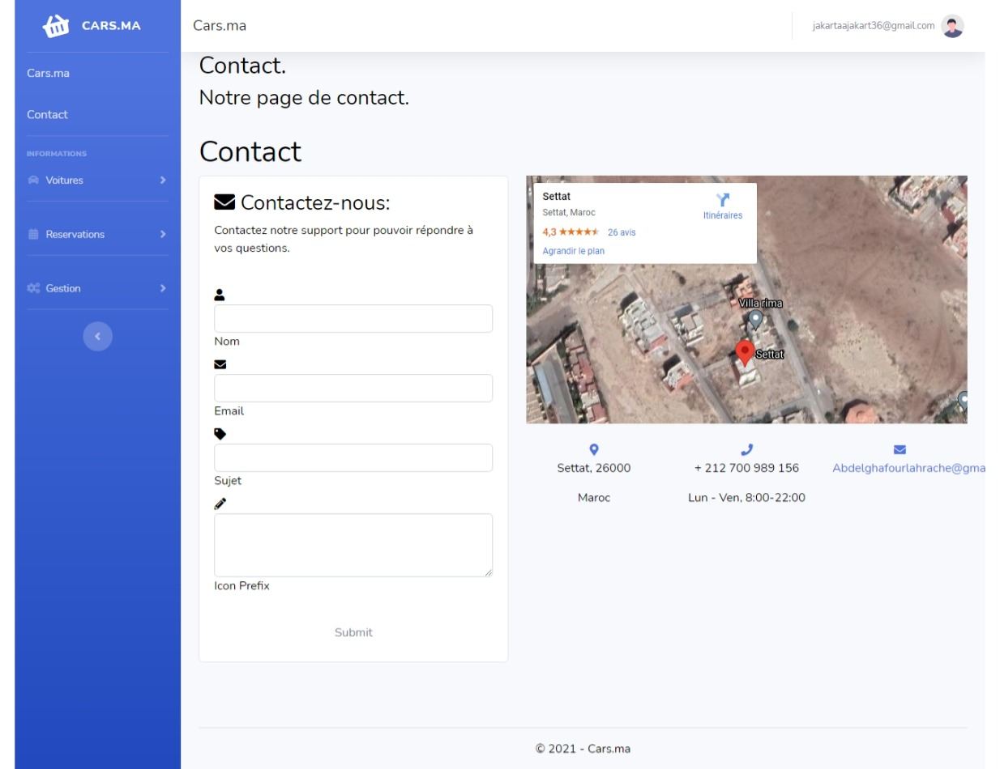 CARS.MA
Cars.ma
jakartaajakart36@gmail.com
Cars.ma
Contact
INFORMATIONS
Voitures
Reservations
Gestion
Contact.
Notre page de contact.
Contact
Contactez-nous:
Contactez notre support pour pouvoir répondre à
vos questions.
Nom
Email
Sujet
Icon Prefix
Submit
Settat
Settat, Maroc
Itinéraires
4,3
26 avis
Agrandir le plan
Villa rima
Settat
Settat, 26000
Maroc
+ 212 700 989 156
Lun - Ven, 8:00-22:00
Abdelghafourlahrache@gma
© 2021 - Cars.ma